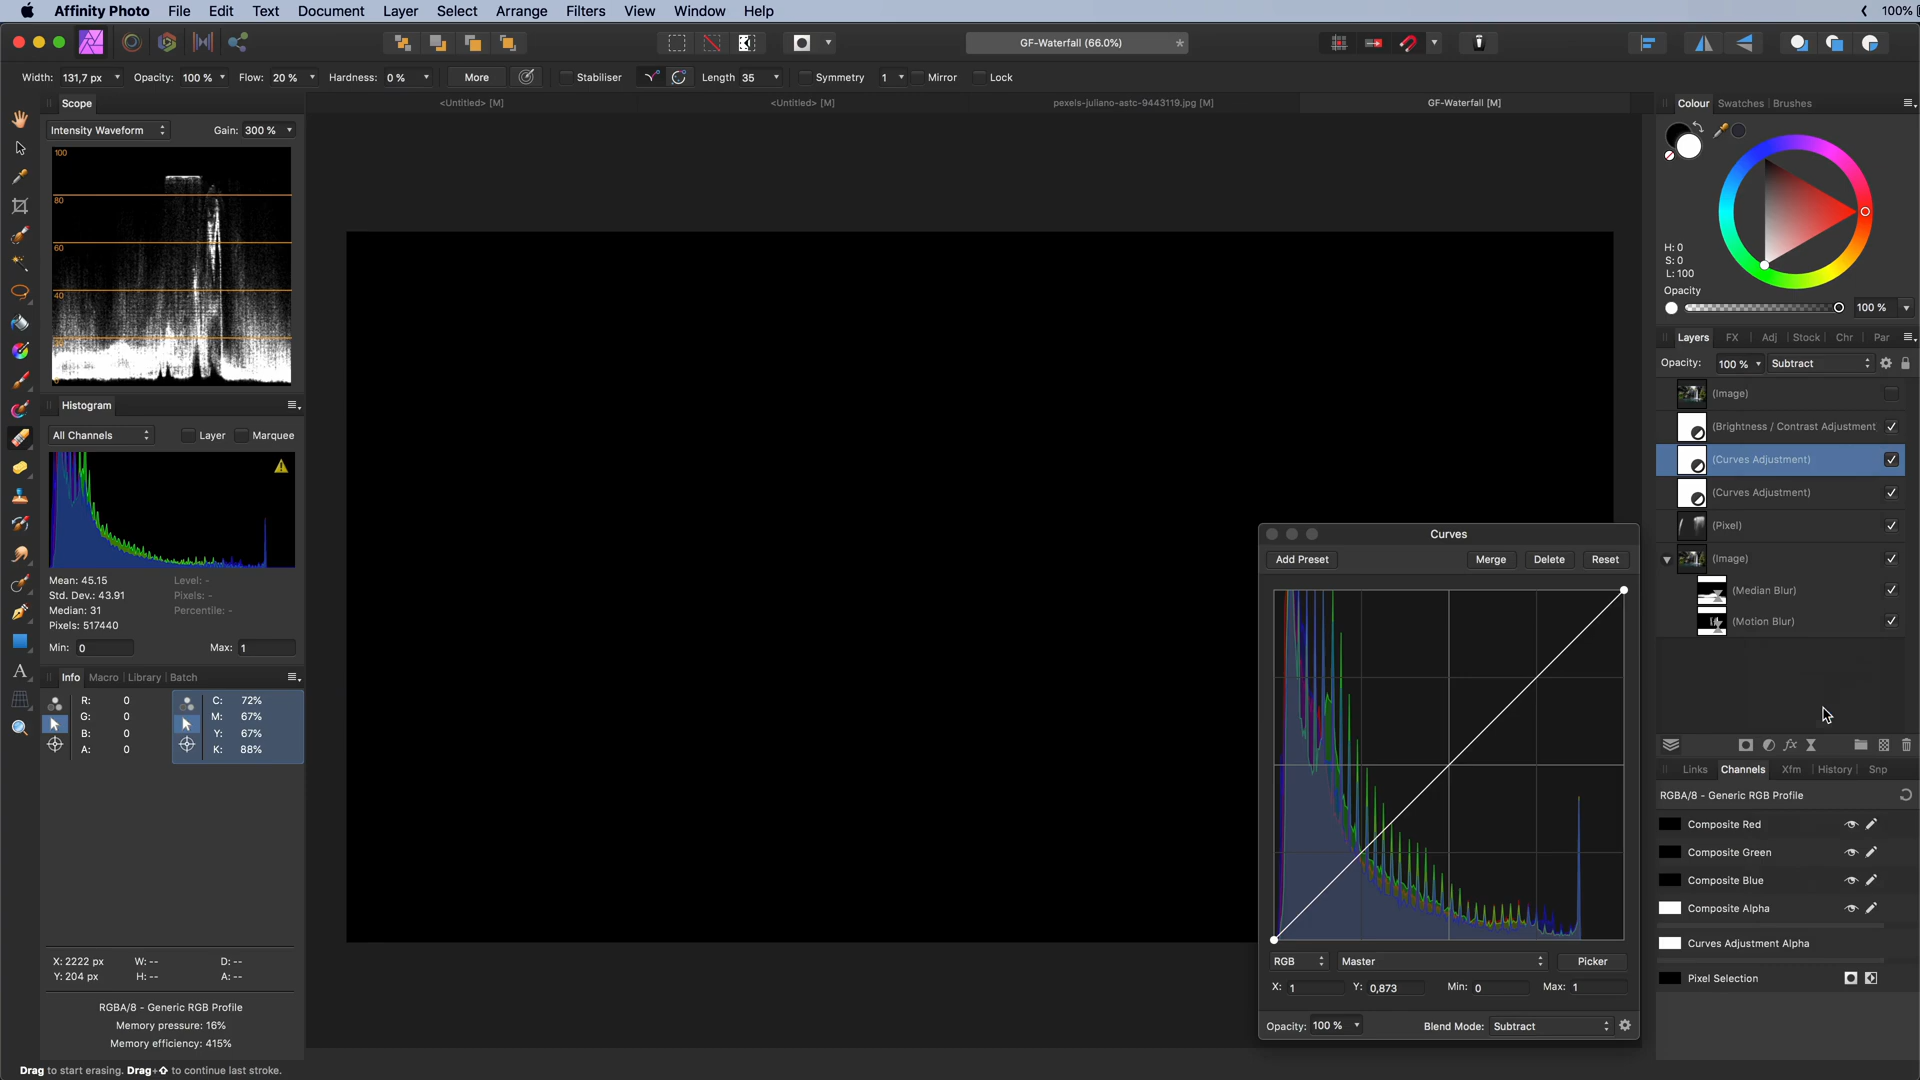 Affinity Photo File Edit Text Document Layer Select Arrange Filters View Window Help 100%
GF-Waterfall (66.0%)
Width: 131,7 px Opacity: 100 % Flow: 20 % Hardness: 0 % More Stabiliser Length 35 Symmetry 1 Mirror Lock
<Untitled> [M] <Untitled> [M] pexels-juliano-astc-9443119.jpg [M] GF-Waterfall [M]
Scope
Intensity Waveform Gain: 300 %
100
80
60
40
20
0
Histogram
All Channels Layer Marquee
Mean: 45.15 Level: -
Std. Dev.: 43.91 Pixels: -
Median: 31 Percentile: -
Pixels: 517440
Min: 0 Max: 1
Info Macro Library Batch
R: 0 C: 72%
G: 0 M: 67%
B: 0 Y: 67%
A: 0 K: 88%
X: 2222 px W: -- D: --
Y: 204 px H: -- A: --
RGBA/8 - Generic RGB Profile
Memory pressure: 16%
Memory efficiency: 415%
Drag to start erasing. Drag+⇧ to continue last stroke.
Curves
Add Preset Merge Delete Reset
RGB Master Picker
X: 1 Y: 0,873 Min: 0 Max: 1
Opacity: 100 % Blend Mode: Subtract
Colour Swatches Brushes
H: 0
S: 0
L: 100
Opacity
100 %
Layers FX Adj Stock Chr Par
Opacity: 100 % Subtract
(Image)
(Brightness / Contrast Adjustment
(Curves Adjustment)
(Curves Adjustment)
(Pixel)
(Image)
(Median Blur)
(Motion Blur)
Links Channels Xfm History Snp
RGBA/8 - Generic RGB Profile
Composite Red
Composite Green
Composite Blue
Composite Alpha
Curves Adjustment Alpha
Pixel Selection